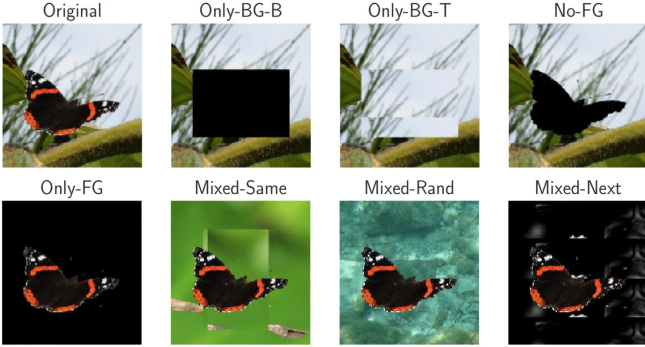 Original
Only-BG-B
Only-BG-T
No-FG
Only-FG
Mixed-Same
Mixed-Rand
Mixed-Next